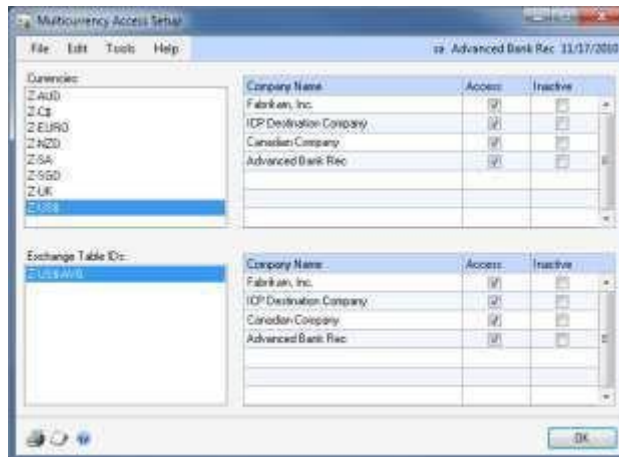 Multicurrency Access Setup
File Edit Tools Help
sa Advanced Bank Rec 11/17/2010
Currencies:
Z-AUD
Z-C$
Z-EURO
Z-NZD
Z-SA
Z-SGD
Z-UK
Z-US$
Company Name Access Inactive
Fabrikam, Inc.
ICP Destination Company
Canadian Company
Advanced Bank Rec
Exchange Table IDs:
Z-US$-AVG
Company Name Access Inactive
Fabrikam, Inc.
ICP Destination Company
Canadian Company
Advanced Bank Rec
OK